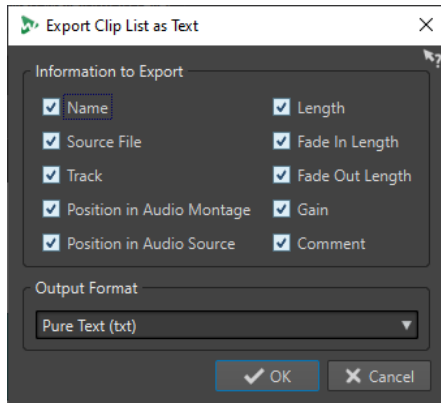 Export Clip List as Text
Information to Export
Name
Length
Source File
Fade In Length
Track
Fade Out Length
Position in Audio Montage
Gain
Position in Audio Source
Comment
Output Format
Pure Text (txt)
OK
Cancel